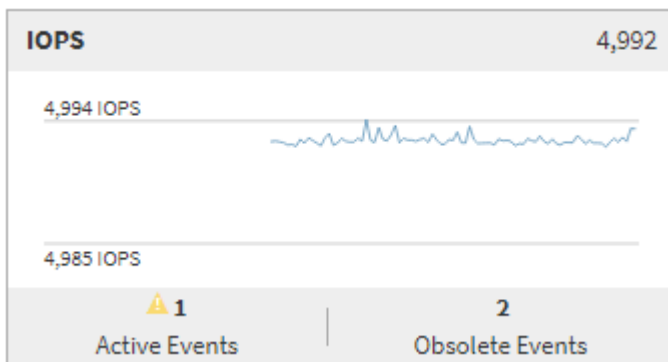 IOPS 4,992
4,994 IOPS
4,985 IOPS
1 2
Active Events Obsolete Events